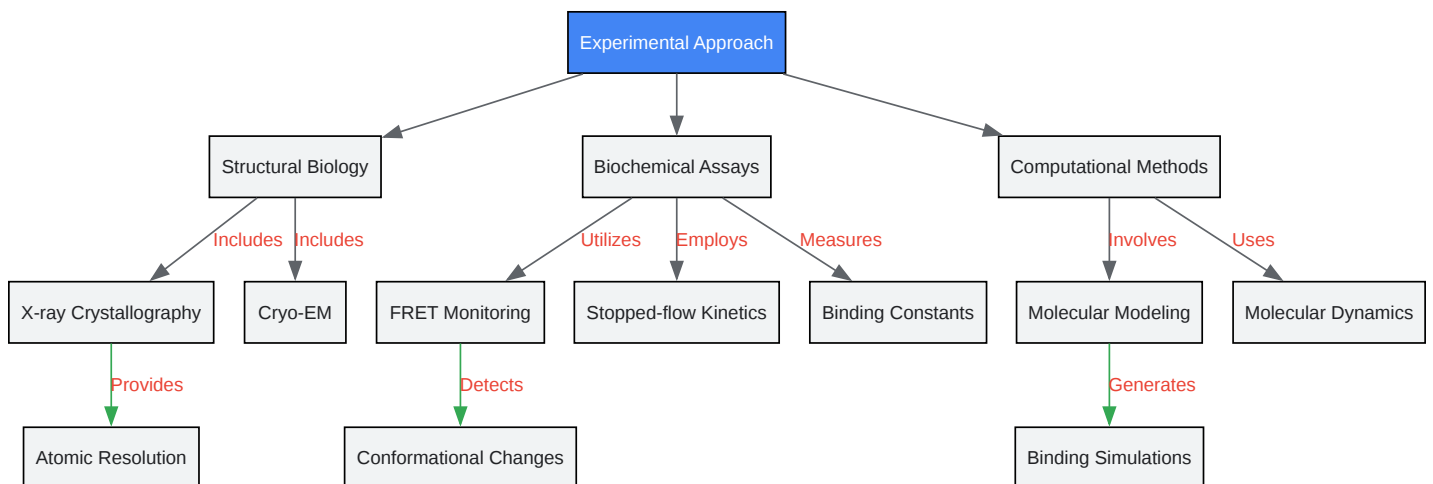 Experimental Approach
Structural Biology
Biochemical Assays
Computational Methods
Includes
Includes
Utilizes
Employs
Measures
Involves
Uses
X-ray Crystallography
Cryo-EM
FRET Monitoring
Stopped-flow Kinetics
Binding Constants
Molecular Modeling
Molecular Dynamics
Provides
Detects
Generates
Atomic Resolution
Conformational Changes
Binding Simulations